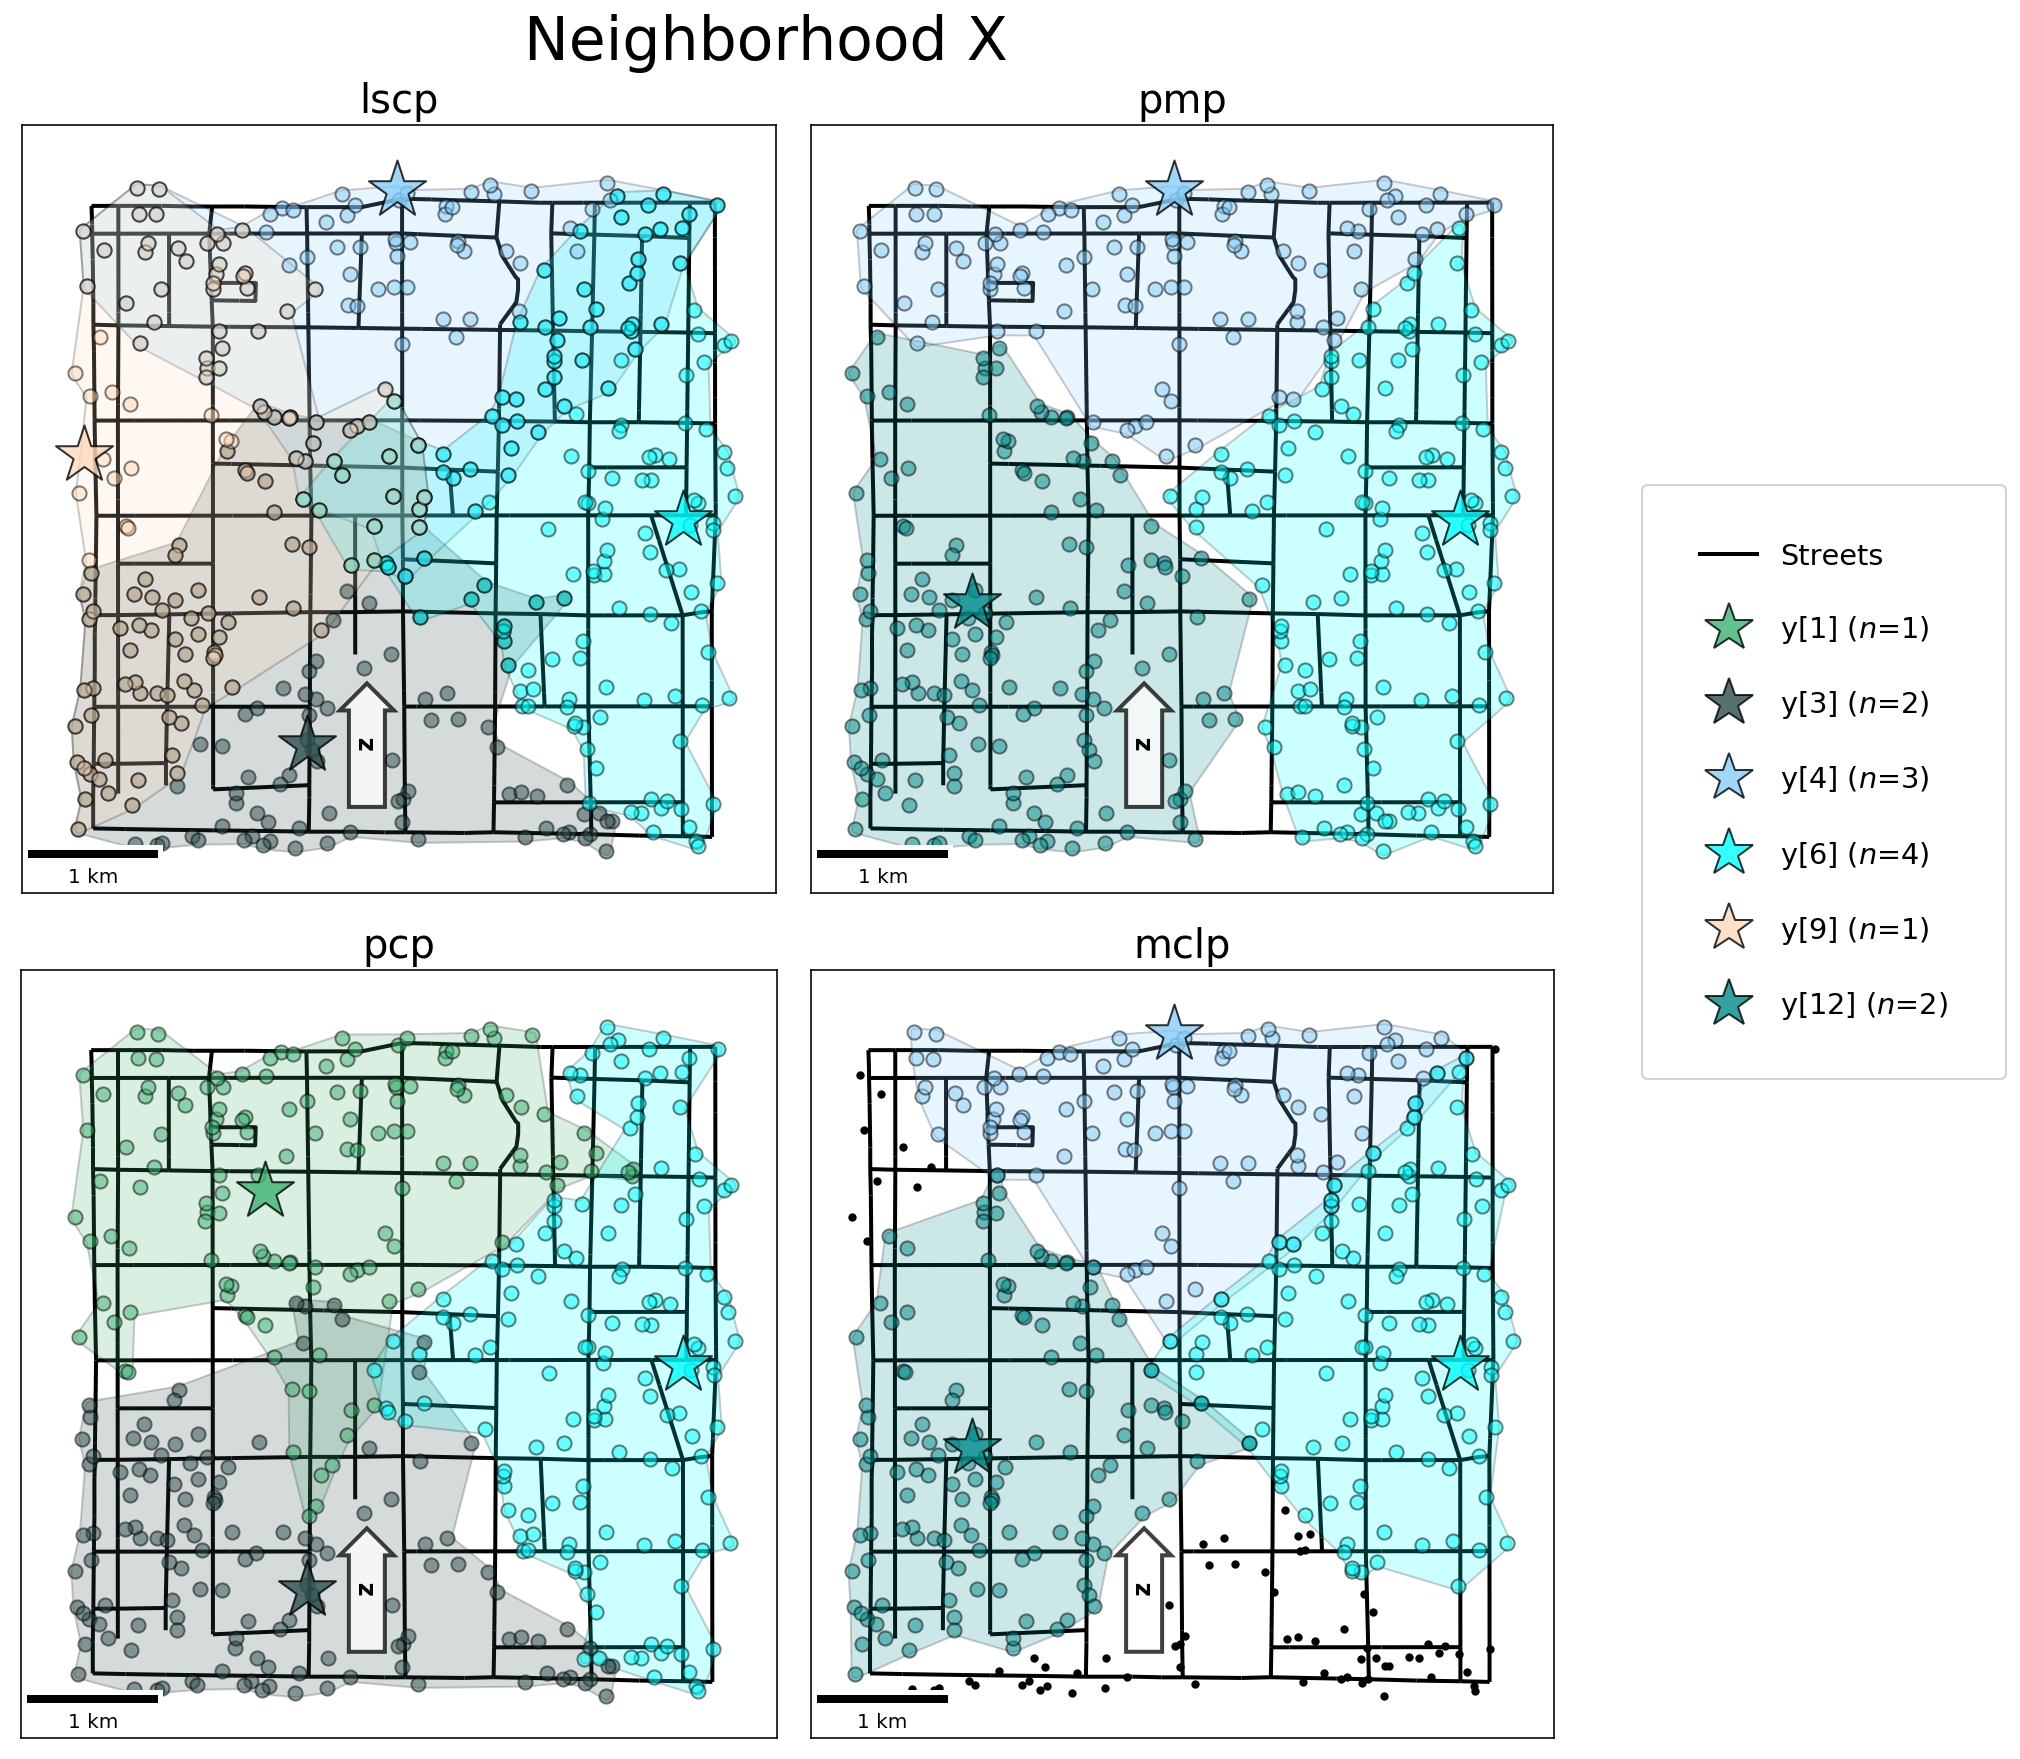 Neighborhood X
lscp
pmp
z
z
1 km
1 km
Streets
y[1] (n=1)
y[3] (n=2)
y[4] (n=3)
y[6] (n=4)
y[9] (n=1)
y[12] (n=2)
pcp
mclp
z
z
1 km
1 km